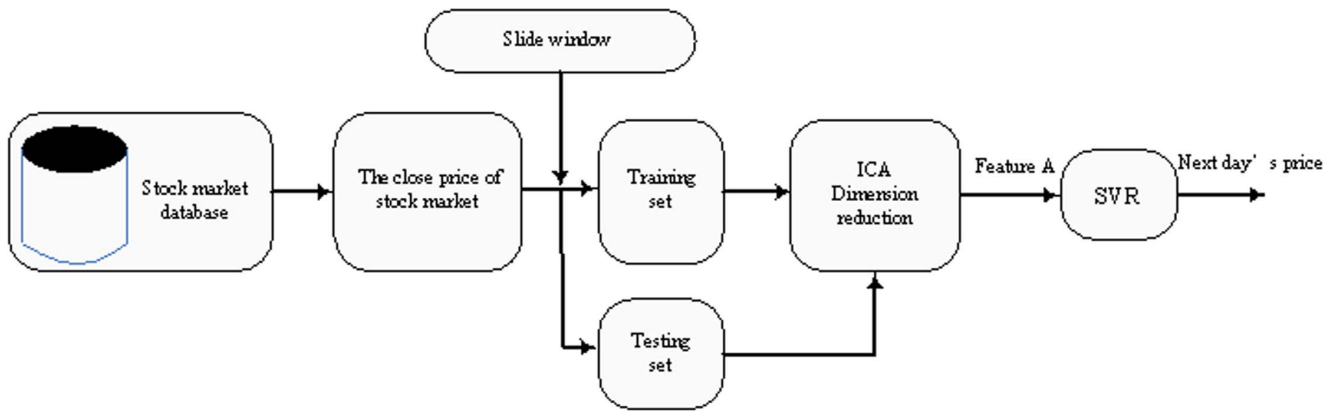 Slide window
Stock market
database
The close price of
stock market
Training
set
ICA
Dimension
reduction
Feature A
SVR
Next day’s price
Testing
set